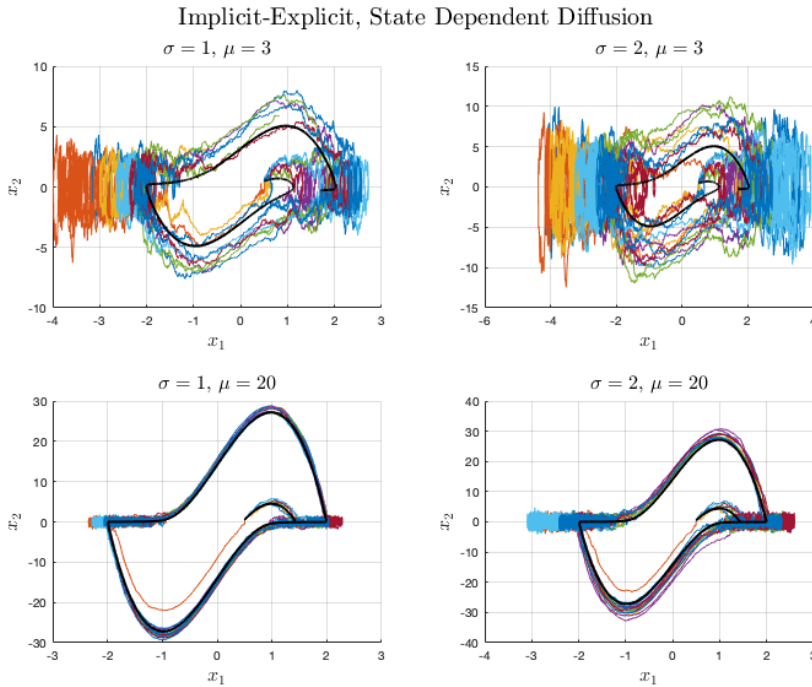 Implicit-Explicit, State Dependent Diffusion
σ = 1, μ = 3
10
5
0
-5
-10
x₂
-4 -3 -2 -1 0 1 2 3
x₁
σ = 2, μ = 3
15
10
5
0
-5
-10
-15
x₂
-6 -4 -2 0 2 4
x₁
σ = 1, μ = 20
30
20
10
0
-10
-20
-30
x₂
-3 -2 -1 0 1 2 3
x₁
σ = 2, μ = 20
40
30
20
10
0
-10
-20
-30
-40
x₂
-4 -3 -2 -1 0 1 2 3
x₁